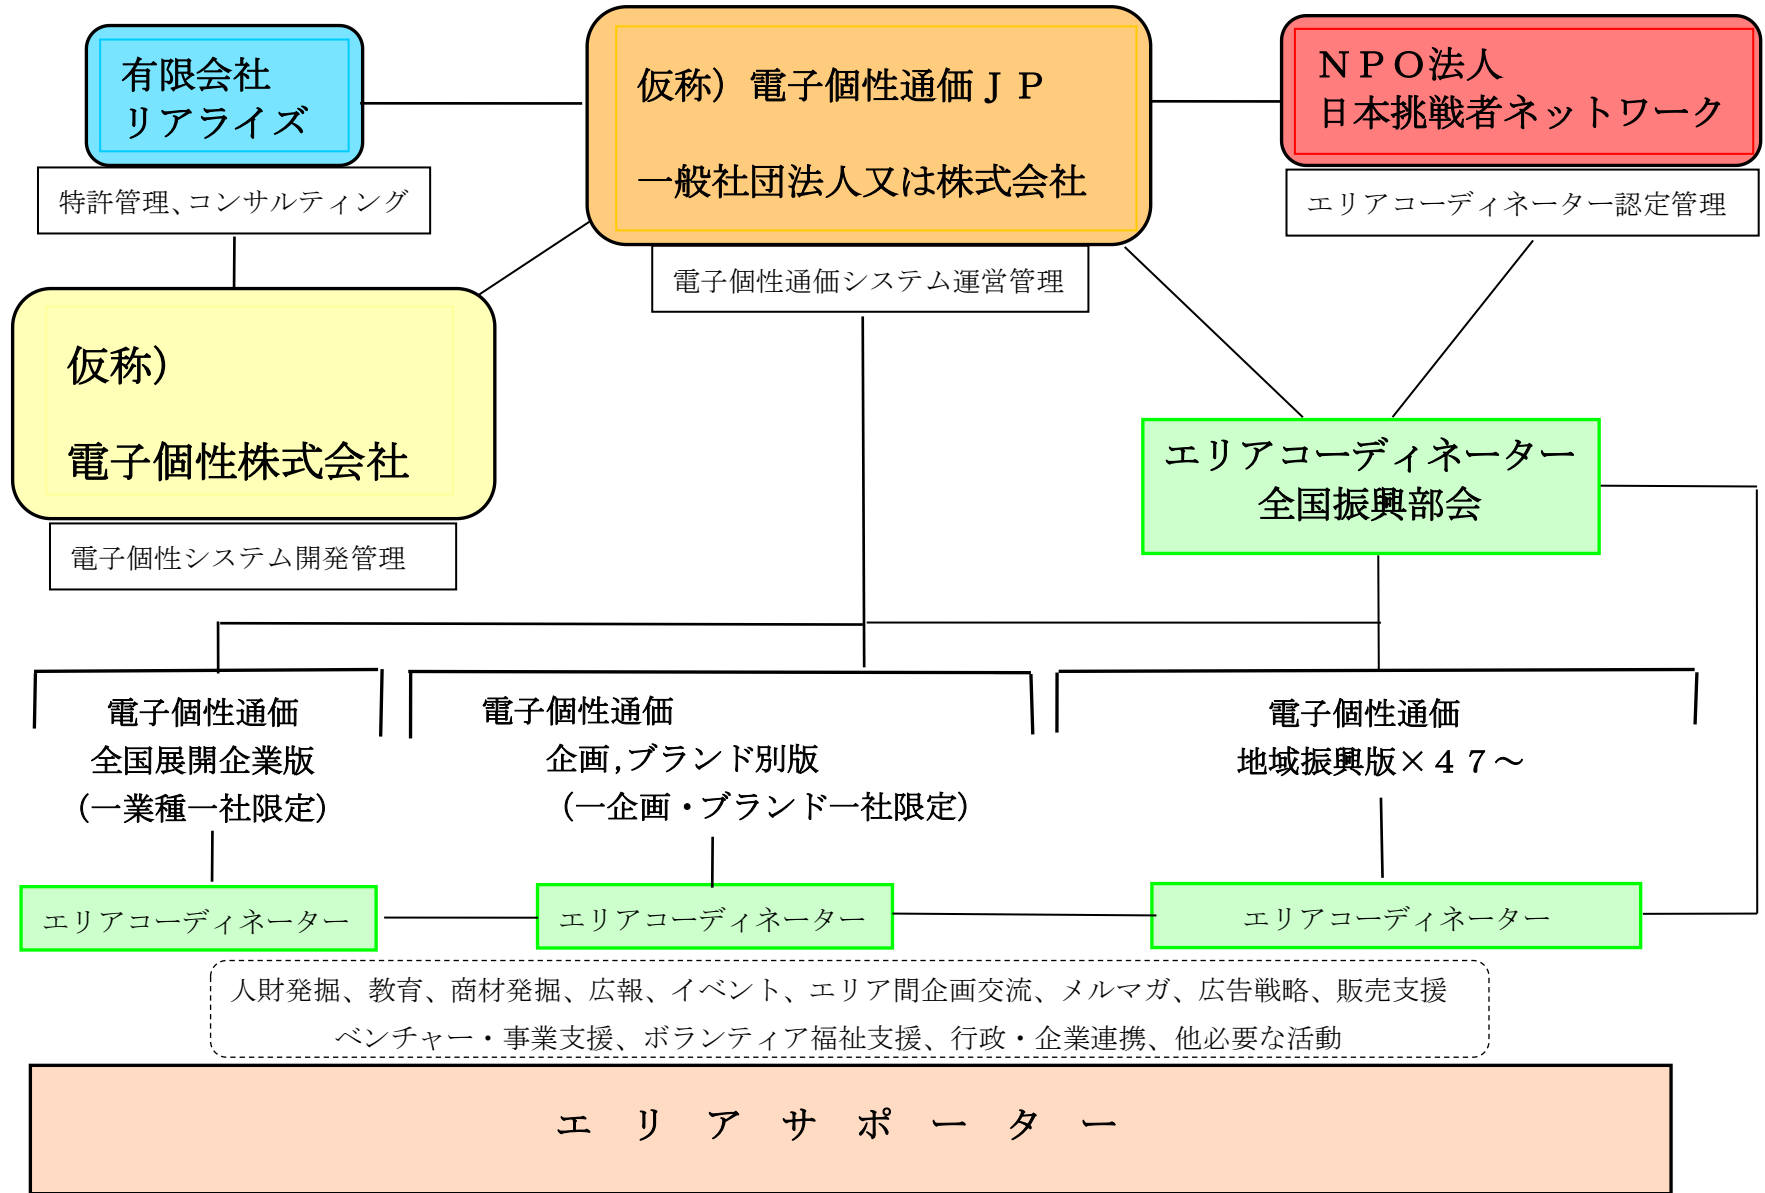 有限会社
リアライズ
仮称）電子個性通価ＪＰ
一般社団法人又は株式会社
ＮＰＯ法人
日本挑戦者ネットワーク
特許管理、コンサルティング
電子個性通価システム運営管理
エリアコーディネーター認定管理
仮称）
電子個性株式会社
電子個性システム開発管理
エリアコーディネーター
全国振興部会
電子個性通価
全国展開企業版
（一業種一社限定）
電子個性通価
企画,ブランド別版
（一企画・ブランド一社限定）
電子個性通価
地域振興版×４７～
エリアコーディネーター
エリアコーディネーター
エリアコーディネーター
人財発掘、教育、商材発掘、広報、イベント、エリア間企画交流、メルマガ、広告戦略、販売支援
ベンチャー・事業支援、ボランティア福祉支援、行政・企業連携、他必要な活動
エ　リ　ア　サ　ポ　ー　タ　ー